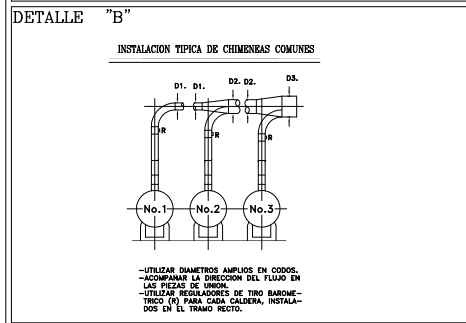 DETALLE "B"
INSTALACION TIPICA DE CHIMENEAS COMUNES
D1. D1. D2. D2. D3.
R R
No.1 No.2 No.3
-UTILIZAR DIAMETROS AMPLIOS EN CODOS.
-ACOMPAÑAR LA DIRECCION DEL FLUJO EN
LAS PIEZAS DE UNION.
-UTILIZAR REGULADORES DE TIRO BAROME-
TRICO (R) PARA CADA CALDERA, INSTALA-
DOS EN EL TRAMO RECTO.